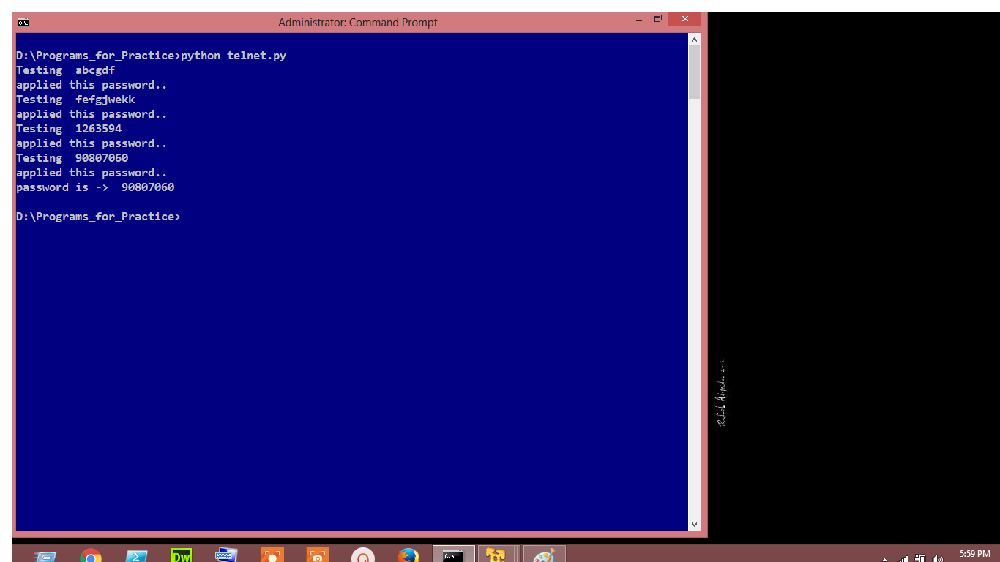 Administrator: Command Prompt
D:\Programs_for_Practice>python telnet.py
Testing  abcgdf
applied this password..
Testing  fefgjwekk
applied this password..
Testing  1263594
applied this password..
Testing  90807060
applied this password..
password is ->  90807060
D:\Programs_for_Practice>
2012
Dw
5:59 PM